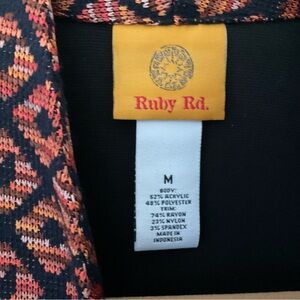 Ruby Rd.
M
BODY:
52% ACRYLIC
48% POLYESTER
TRIM:
74% RAYON
23% NYLON
3% SPANDEX
MADE IN
INDONESIA